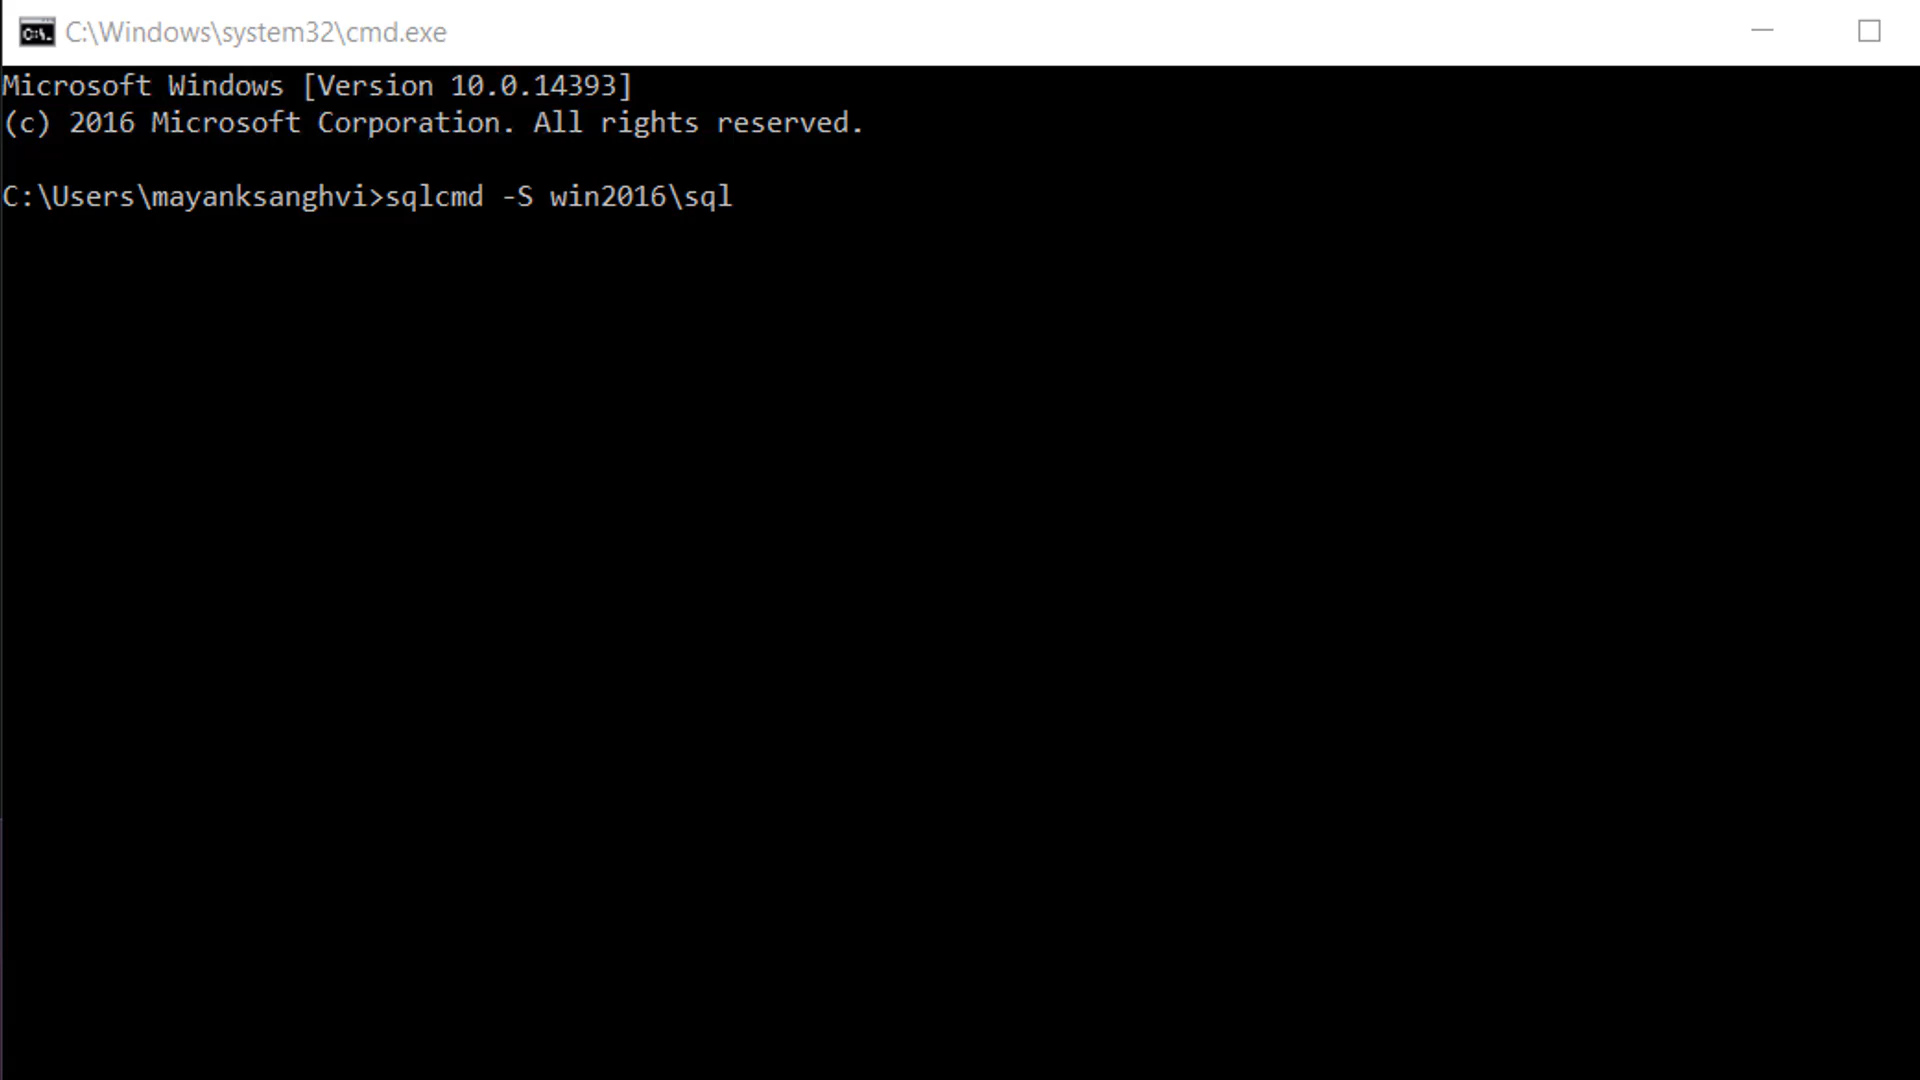 C:\Windows\system32\cmd.exe
Microsoft Windows [Version 10.0.14393]
(c) 2016 Microsoft Corporation. All rights reserved.
C:\Users\mayanksanghvi>sqlcmd -S win2016\sql